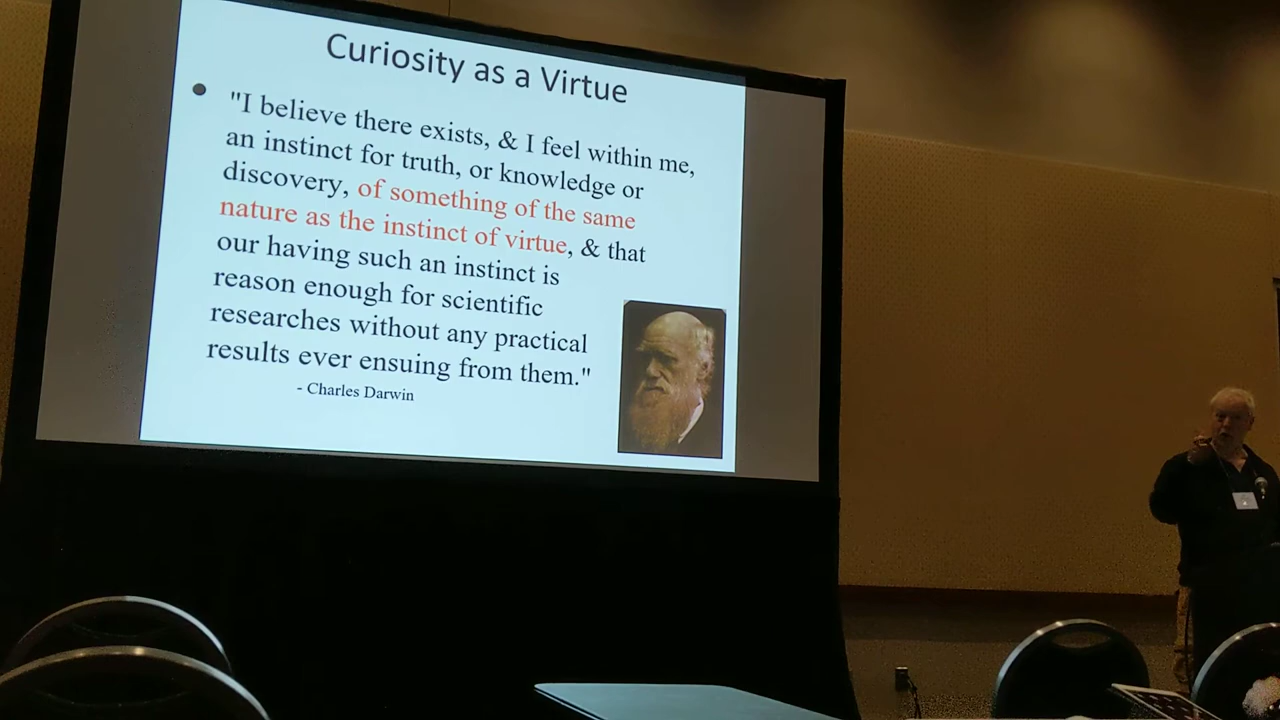 Curiosity as a Virtue
"I believe there exists, & I feel within me,
an instinct for truth, or knowledge or
discovery, of something of the same
nature as the instinct of virtue, & that
our having such an instinct is
reason enough for scientific
researches without any practical
results ever ensuing from them."
- Charles Darwin